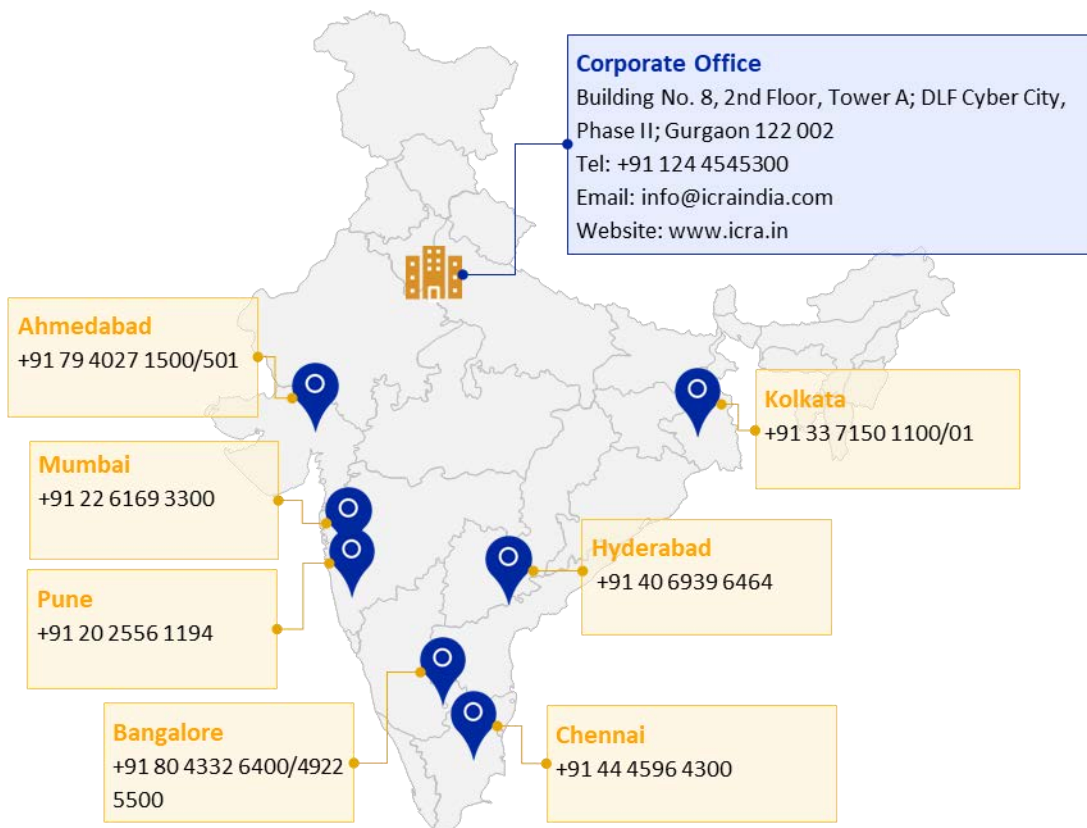 Corporate Office
Building No. 8, 2nd Floor, Tower A; DLF Cyber City,
Phase II; Gurgaon 122 002
Tel: +91 124 4545300
Email: info@icraindia.com
Website: www.icra.in
Ahmedabad
+91 79 4027 1500/501
Kolkata
+91 33 7150 1100/01
Mumbai
+91 22 6169 3300
Hyderabad
+91 40 6939 6464
Pune
+91 20 2556 1194
Bangalore
+91 80 4332 6400/4922
5500
Chennai
+91 44 4596 4300